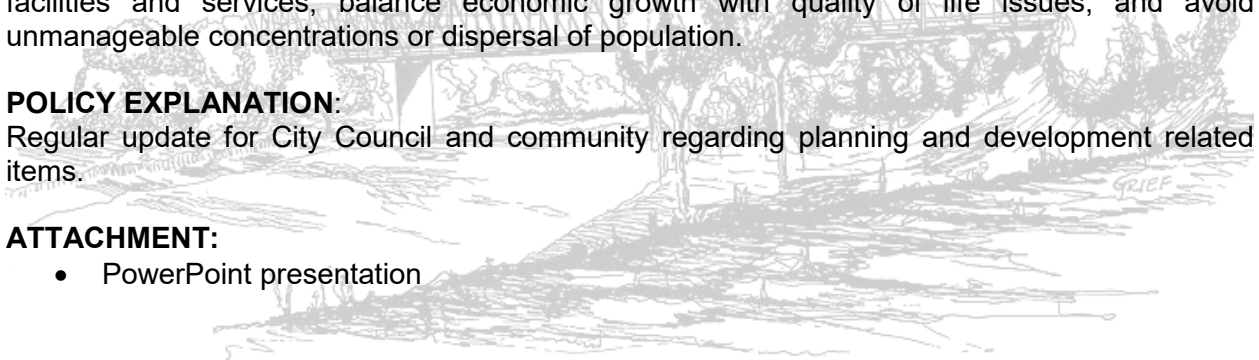 facilities and services, balance economic growth with quality of life issues, and avoid
unmanageable concentrations or dispersal of population.
POLICY EXPLANATION:
Regular update for City Council and community regarding planning and development related
items.
GRIEF
ATTACHMENT:
• PowerPoint presentation